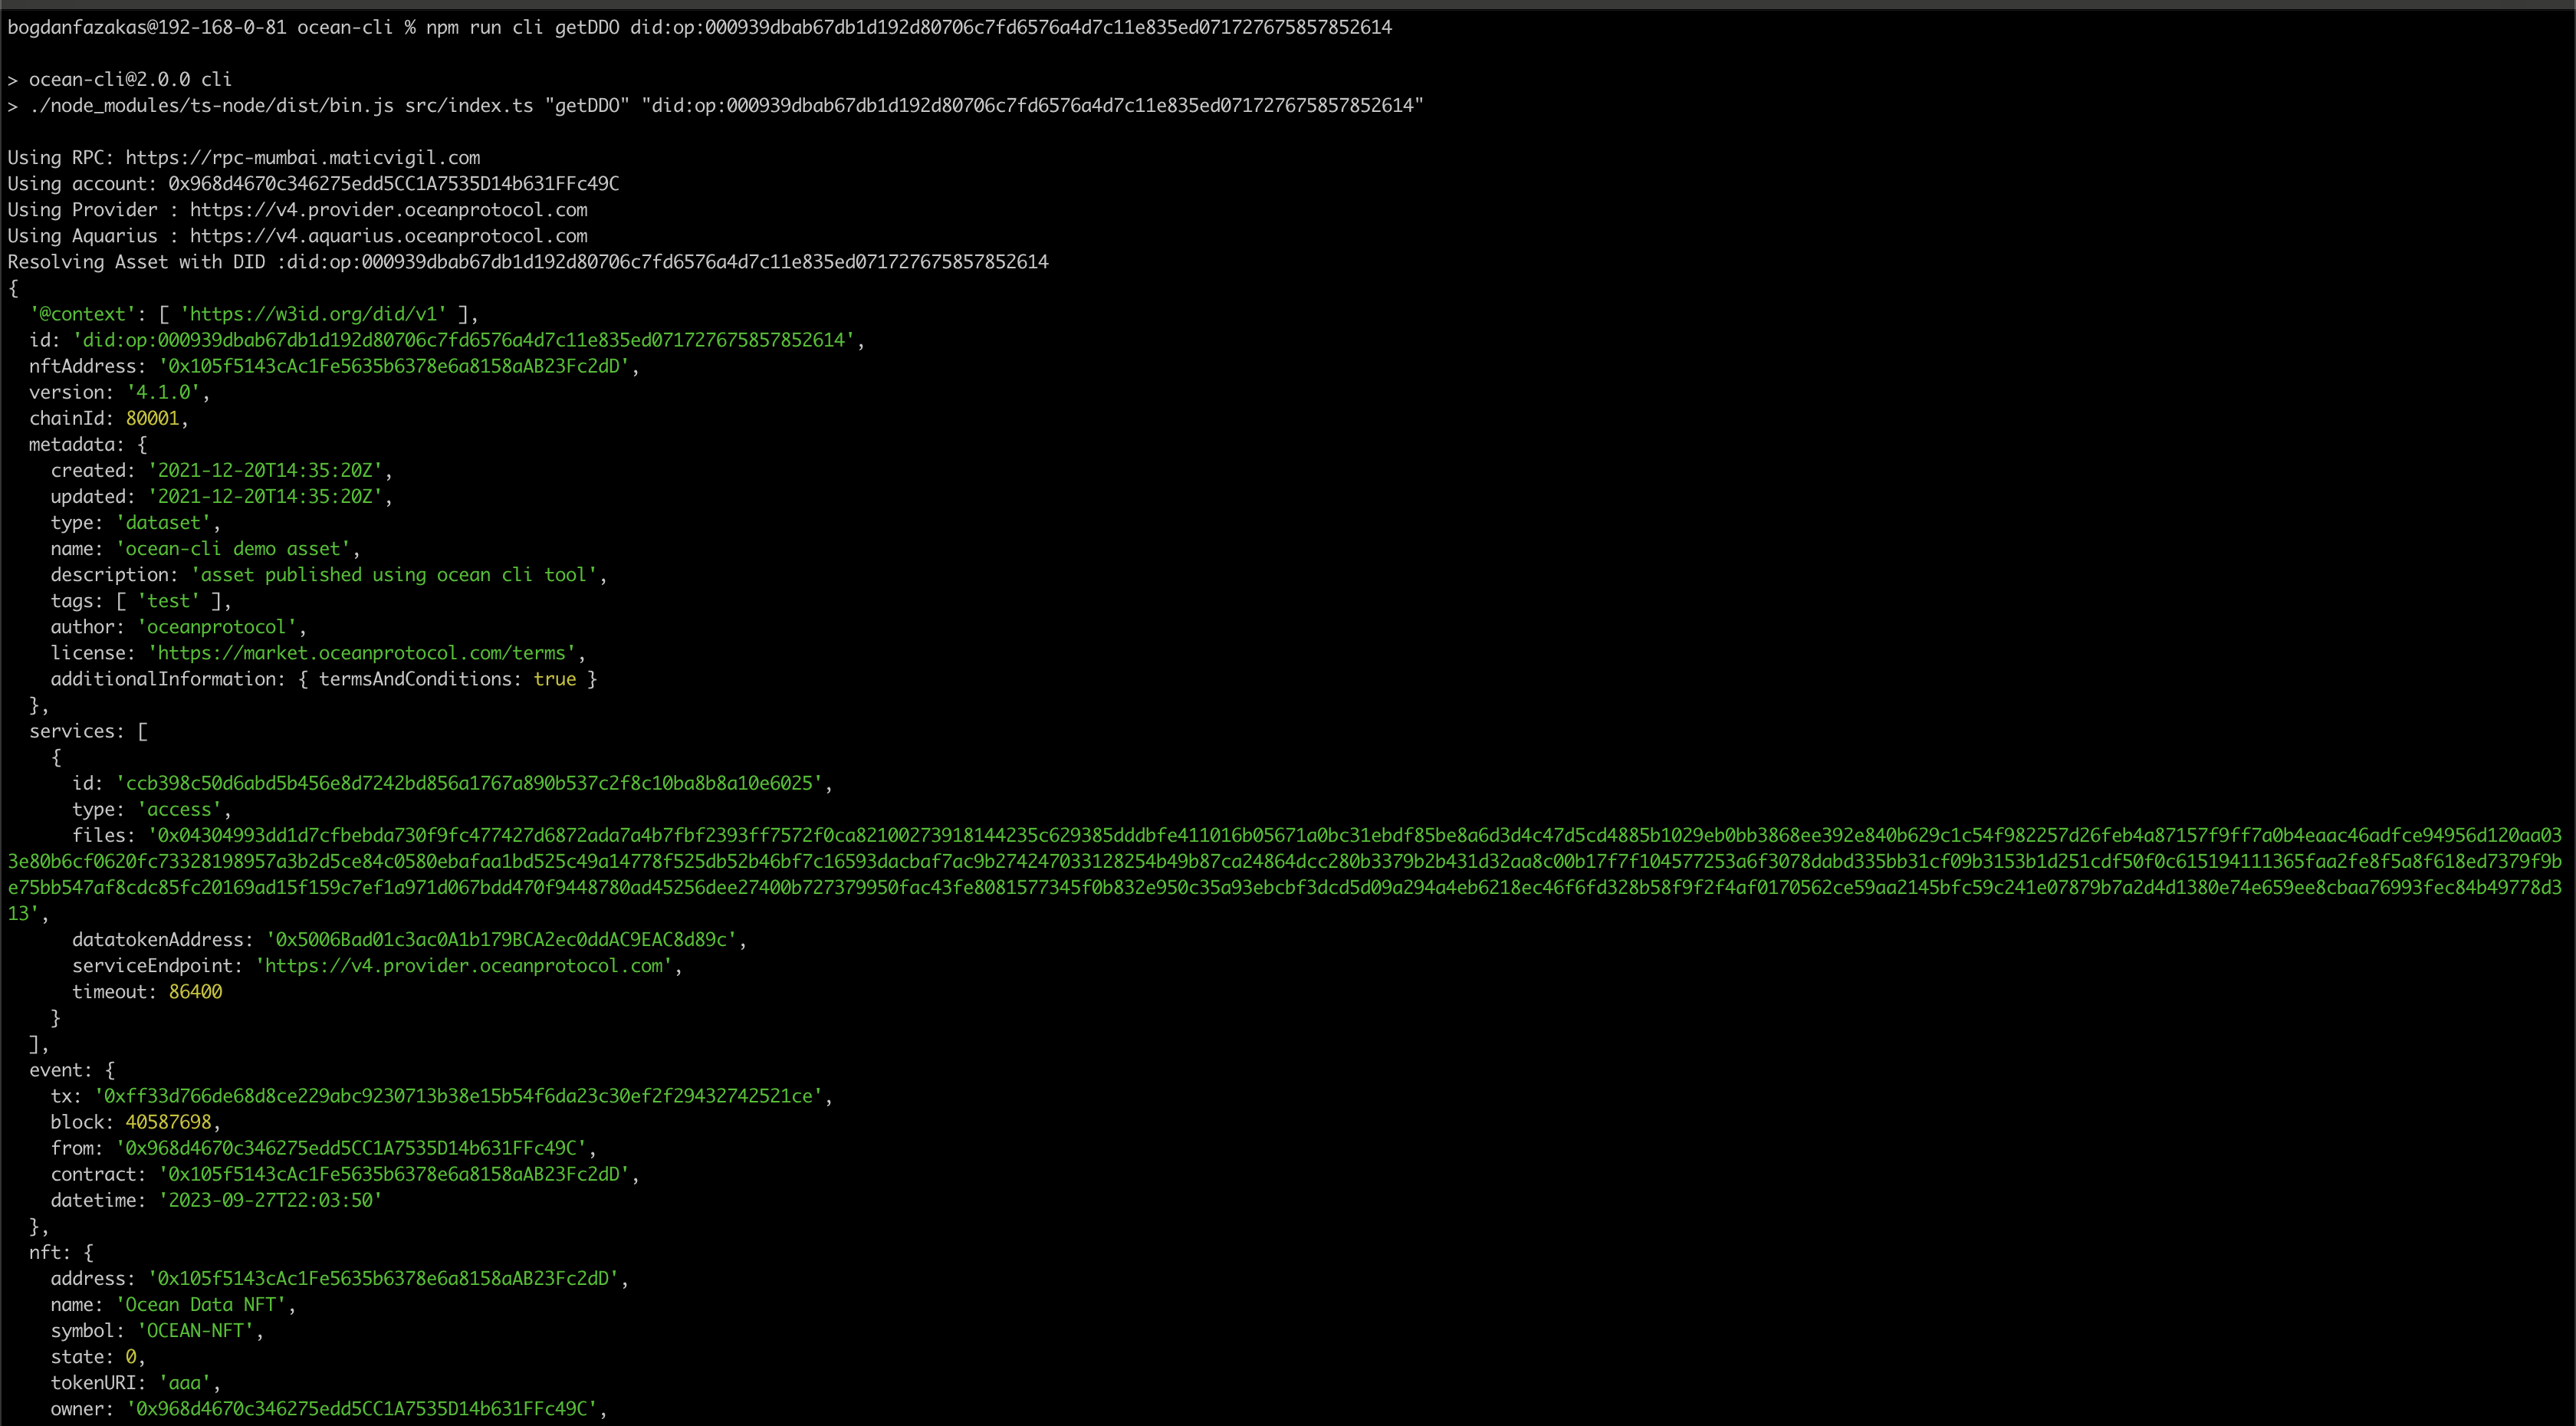 bogdanfazakas@192-168-0-81 ocean-cli % npm run cli getDDO did:op:000939dbab67db1d192d80706c7fd6576a4d7c11e835ed071727675857852614
> ocean-cli@2.0.0 cli
> ./node_modules/ts-node/dist/bin.js src/index.ts "getDDO" "did:op:000939dbab67db1d192d80706c7fd6576a4d7c11e835ed071727675857852614"
Using RPC: https://rpc-mumbai.maticvigil.com
Using account: 0x968d4670c346275edd5CC1A7535D14b631FFc49C
Using Provider : https://v4.provider.oceanprotocol.com
Using Aquarius : https://v4.aquarius.oceanprotocol.com
Resolving Asset with DID :did:op:000939dbab67db1d192d80706c7fd6576a4d7c11e835ed071727675857852614
{
  '@context': [ 'https://w3id.org/did/v1' ],
  id: 'did:op:000939dbab67db1d192d80706c7fd6576a4d7c11e835ed071727675857852614',
  nftAddress: '0x105f5143cAc1Fe5635b6378e6a8158aAB23Fc2dD',
  version: '4.1.0',
  chainId: 80001,
  metadata: {
    created: '2021-12-20T14:35:20Z',
    updated: '2021-12-20T14:35:20Z',
    type: 'dataset',
    name: 'ocean-cli demo asset',
    description: 'asset published using ocean cli tool',
    tags: [ 'test' ],
    author: 'oceanprotocol',
    license: 'https://market.oceanprotocol.com/terms',
    additionalInformation: { termsAndConditions: true }
  },
  services: [
    {
      id: 'ccb398c50d6abd5b456e8d7242bd856a1767a890b537c2f8c10ba8b8a10e6025',
      type: 'access',
      files: '0x04304993dd1d7cfbebda730f9fc477427d6872ada7a4b7fbf2393ff7572f0ca82100273918144235c629385dddbfe411016b05671a0bc31ebdf85be8a6d3d4c47d5cd4885b1029eb0bb3868ee392e840b629c1c54f982257d26feb4a87157f9ff7a0b4eaac46adfce94956d120aa03
3e80b6cf0620fc73328198957a3b2d5ce84c0580ebafaa1bd525c49a14778f525db52b46bf7c16593dacbaf7ac9b274247033128254b49b87ca24864dcc280b3379b2b431d32aa8c00b17f7f104577253a6f3078dabd335bb31cf09b3153b1d251cdf50f0c615194111365faa2fe8f5a8f618ed7379f9b
e75bb547af8cdc85fc20169ad15f159c7ef1a971d067bdd470f9448780ad45256dee27400b727379950fac43fe8081577345f0b832e950c35a93ebcbf3dcd5d09a294a4eb6218ec46f6fd328b58f9f2f4af0170562ce59aa2145bfc59c241e07879b7a2d4d1380e74e659ee8cbaa76993fec84b49778d3
13',
      datatokenAddress: '0x5006Bad01c3ac0A1b179BCA2ec0ddAC9EAC8d89c',
      serviceEndpoint: 'https://v4.provider.oceanprotocol.com',
      timeout: 86400
    }
  ],
  event: {
    tx: '0xff33d766de68d8ce229abc9230713b38e15b54f6da23c30ef2f29432742521ce',
    block: 40587698,
    from: '0x968d4670c346275edd5CC1A7535D14b631FFc49C',
    contract: '0x105f5143cAc1Fe5635b6378e6a8158aAB23Fc2dD',
    datetime: '2023-09-27T22:03:50'
  },
  nft: {
    address: '0x105f5143cAc1Fe5635b6378e6a8158aAB23Fc2dD',
    name: 'Ocean Data NFT',
    symbol: 'OCEAN-NFT',
    state: 0,
    tokenURI: 'aaa',
    owner: '0x968d4670c346275edd5CC1A7535D14b631FFc49C',